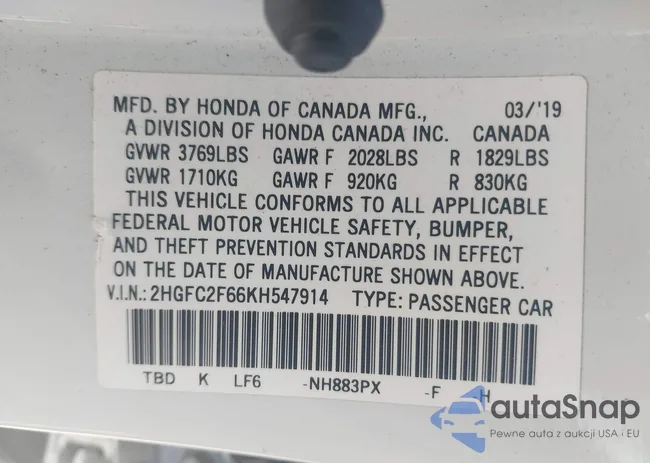 MFD. BY HONDA OF CANADA MFG., 03/'19
A DIVISION OF HONDA CANADA INC. CANADA
GVWR 3769LBS GAWR F 2028LBS R 1829LBS
GVWR 1710KG GAWR F 920KG R 830KG
THIS VEHICLE CONFORMS TO ALL APPLICABLE
FEDERAL MOTOR VEHICLE SAFETY, BUMPER,
AND THEFT PREVENTION STANDARDS IN EFFECT
ON THE DATE OF MANUFACTURE SHOWN ABOVE.
V.I.N.: 2HGFC2F66KH547914 TYPE: PASSENGER CAR
TBD K LF6 -NH883PX -F H
autaSnap
Pewne auta z aukcji USA i EU